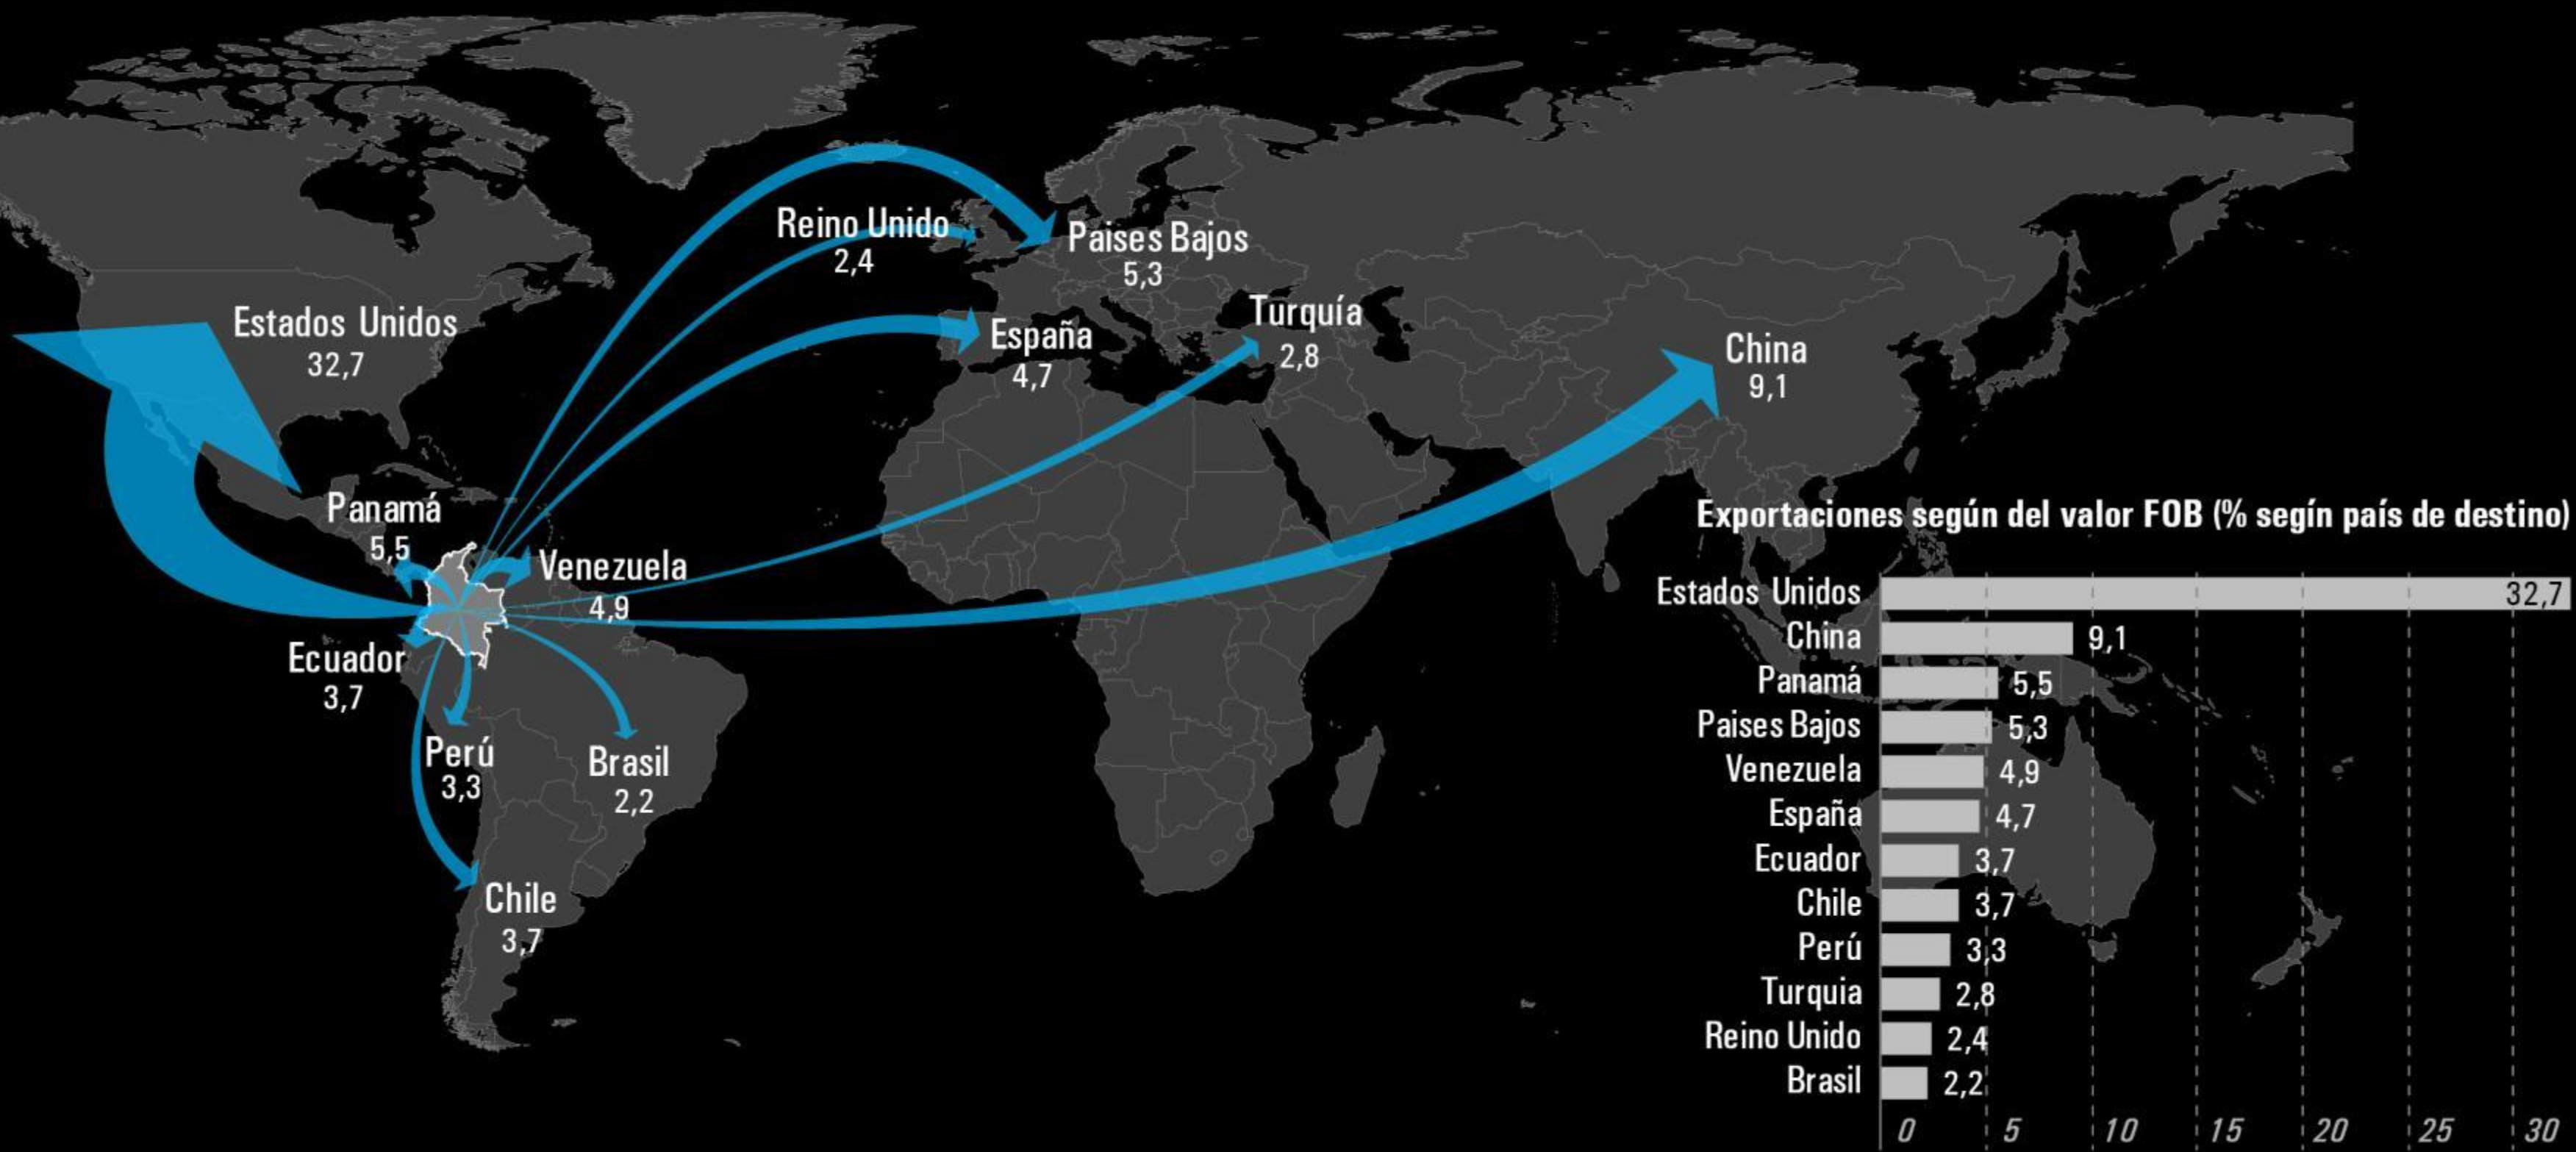 Reino Unido
2,4
Paises Bajos
5,3
Estados Unidos
32,7
España
4,7
Turquía
2,8
China
9,1
Panamá
5,5
Venezuela
4,9
Ecuador
3,7
Perú
3,3
Brasil
2,2
Chile
3,7
Exportaciones según del valor FOB (% segín país de destino)
Estados Unidos 32,7
China 9,1
Panamá 5,5
Paises Bajos 5,3
Venezuela 4,9
España 4,7
Ecuador 3,7
Chile 3,7
Perú 3,3
Turquia 2,8
Reino Unido 2,4
Brasil 2,2
0 5 10 15 20 25 30